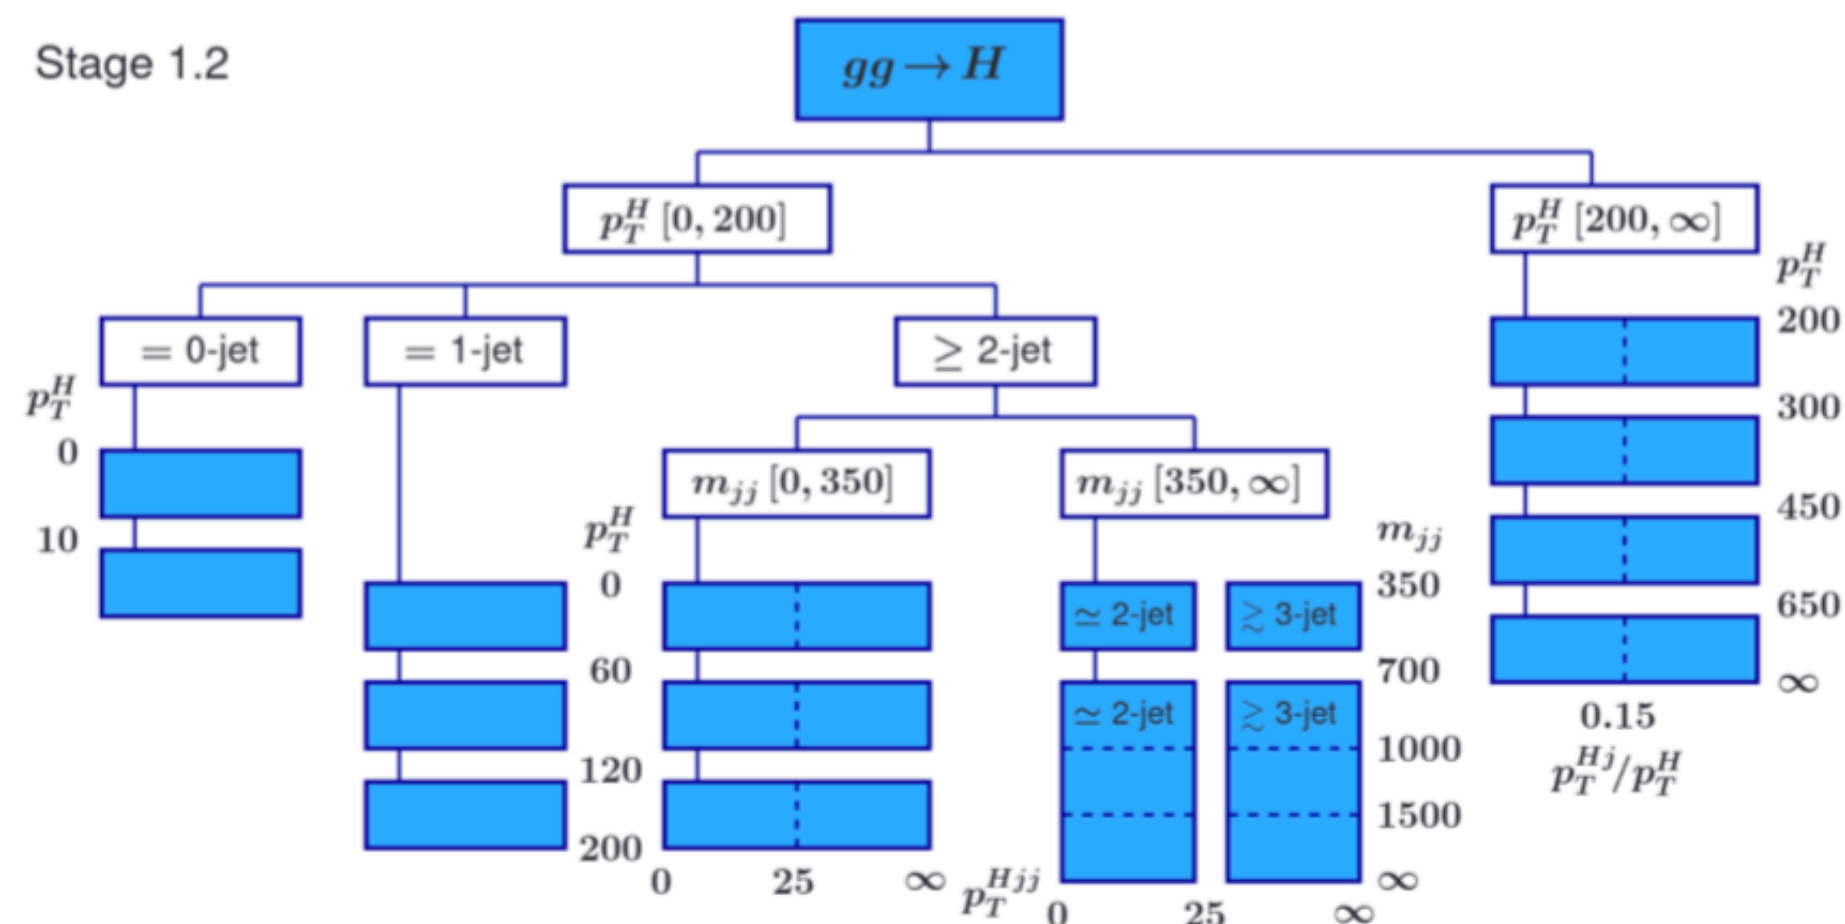 Stage 1.2
gg → H
p_T^H [0, 200]
p_T^H [200, ∞]
= 0-jet
= 1-jet
≥ 2-jet
p_T^H
0
10
m_jj [0, 350]
m_jj [350, ∞]
p_T^H
0
60
120
200
0 25 ∞
p_T^Hjj
≃ 2-jet
≳ 3-jet
≃ 2-jet
≳ 3-jet
0 25 ∞
m_jj
350
700
1000
1500
∞
p_T^H
200
300
450
650
∞
0.15
p_T^Hj/p_T^H